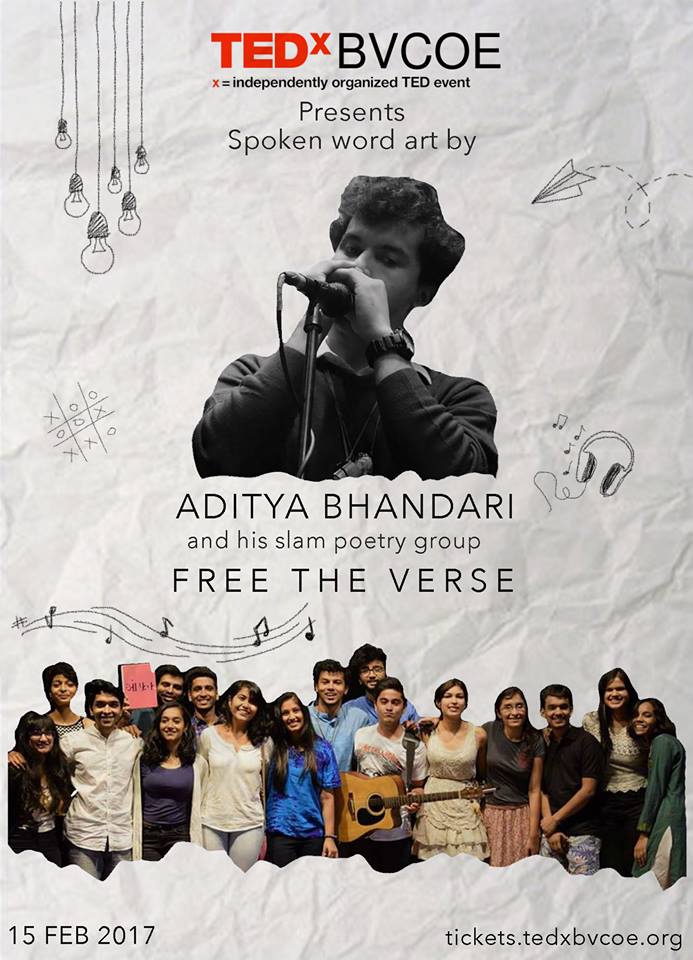 TEDxBVCOE
x = independently organized TED event
Presents
Spoken word art by
ADITYA BHANDARI
and his slam poetry group
FREE THE VERSE
15 FEB 2017
tickets.tedxbvcoe.org